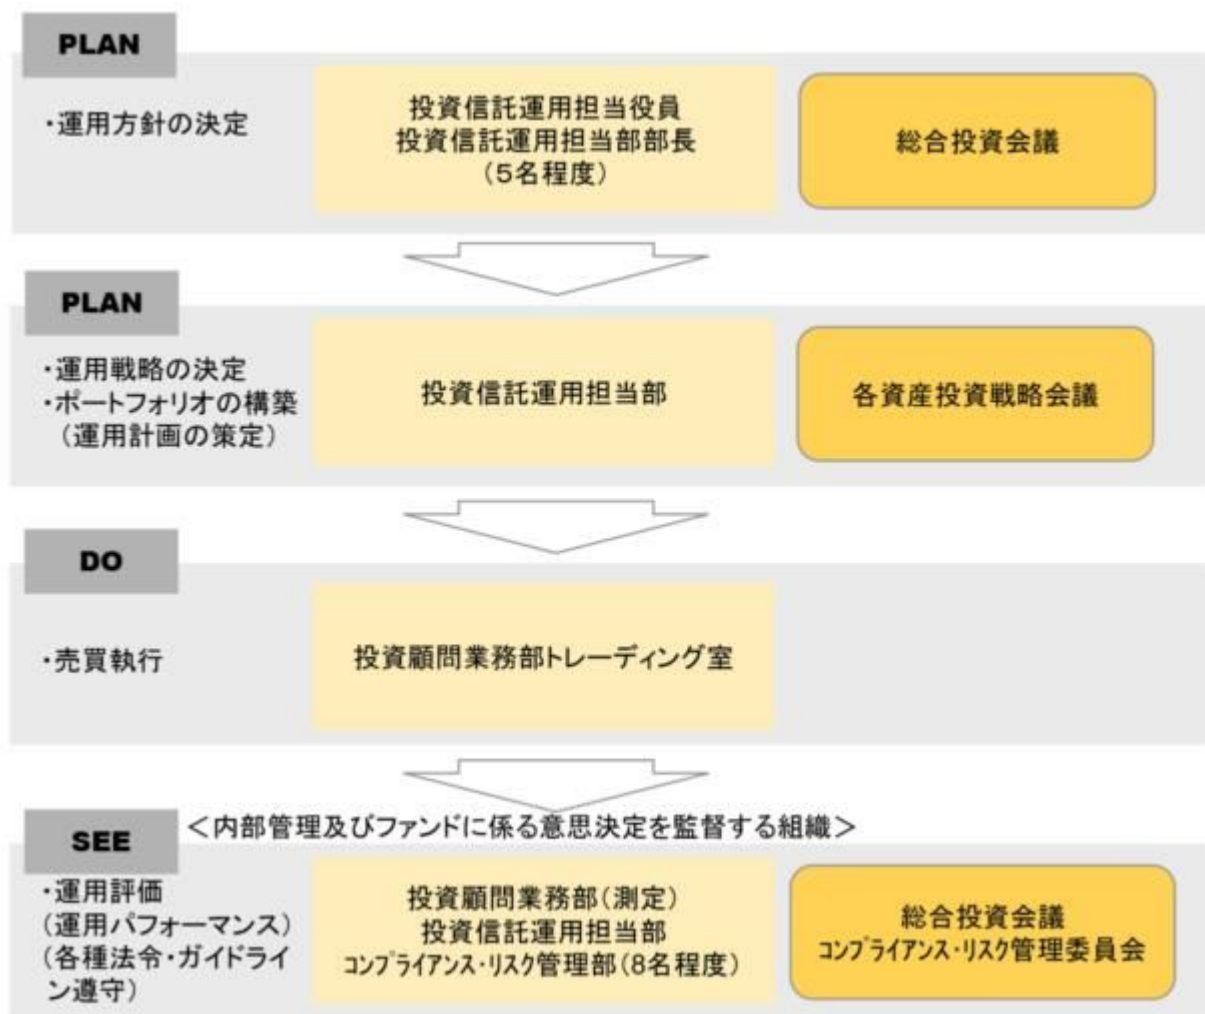 PLAN
・運用方針の決定
投資信託運用担当役員
投資信託運用担当部部長
(5名程度)
総合投資会議
PLAN
・運用戦略の決定
・ポートフォリオの構築
(運用計画の策定)
投資信託運用担当部
各資産投資戦略会議
DO
・売買執行
投資顧問業務部トレーディング室
SEE
＜内部管理及びファンドに係る意思決定を監督する組織＞
・運用評価
(運用パフォーマンス)
(各種法令・ガイドライ
ン遵守)
投資顧問業務部(測定)
投資信託運用担当部
ｺﾝﾌﾟﾗｲｱﾝｽ・ﾘｽｸ管理部(8名程度)
総合投資会議
ｺﾝﾌﾟﾗｲｱﾝｽ・ﾘｽｸ管理委員会